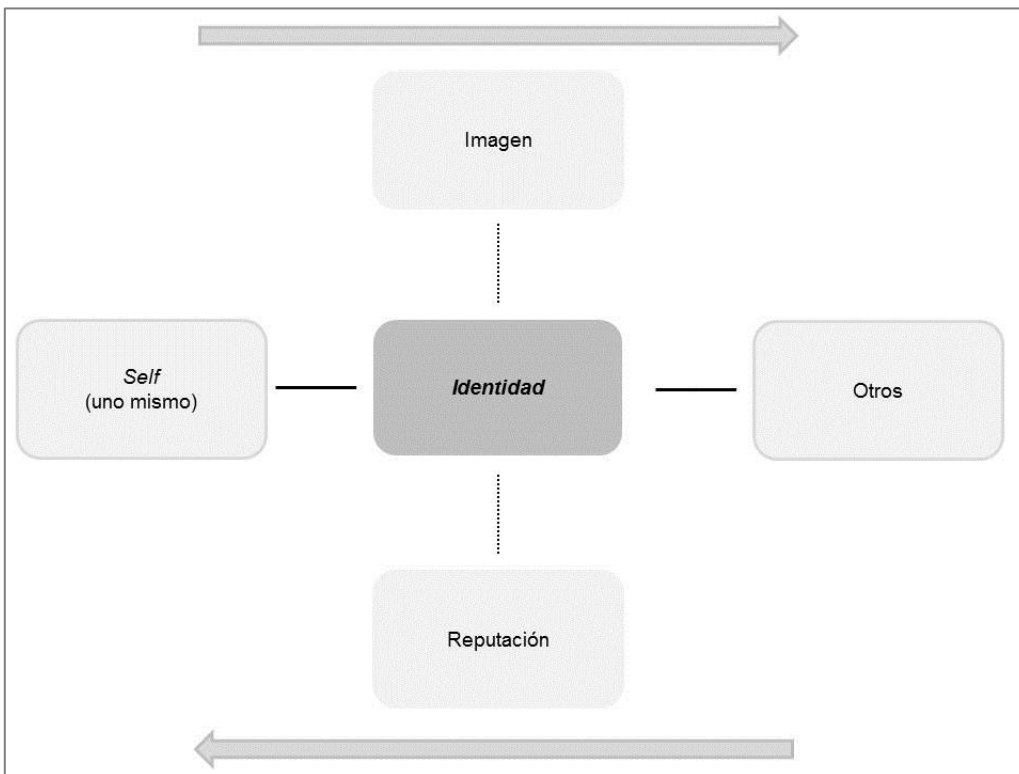 Imagen
Self
(uno mismo)
Identidad
Otros
Reputación